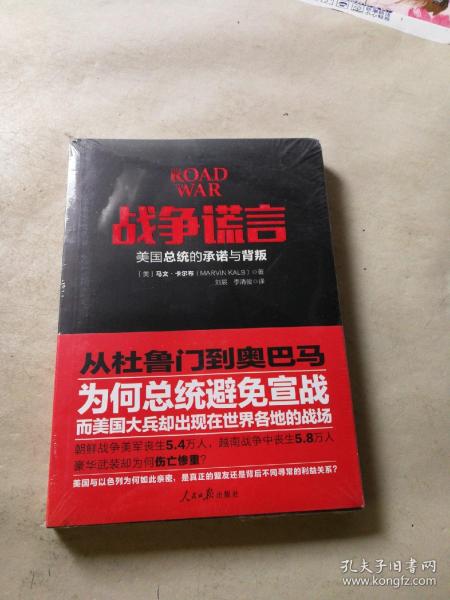 ROAD
WAR
战争谎言
美国总统的承诺与背叛
[美] 马文·卡尔布 (MARVIN KALB) 著
刘辰 李清俊 译
从杜鲁门到奥巴马
为何总统避免宣战
而美国大兵却出现在世界各地的战场
朝鲜战争美军丧生5.4万人，越南战争中丧生5.8万人
豪华武装却为何伤亡惨重？
美国与以色列为何如此亲密，是真正的盟友还是背后不同寻常的利益关系？
人民日报出版社
孔夫子旧书网
www.kongfz.com